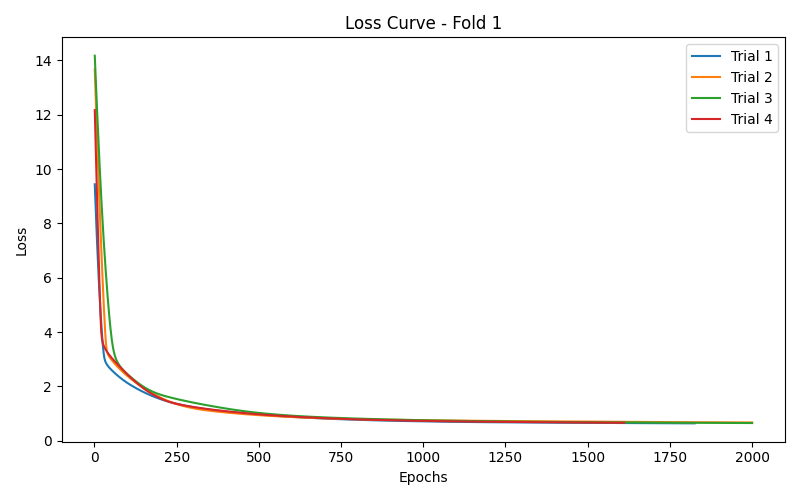 Loss Curve - Fold 1
Trial 1
Trial 2
Trial 3
Trial 4
14
12
10
8
6
4
2
0
Loss
0 250 500 750 1000 1250 1500 1750 2000
Epochs